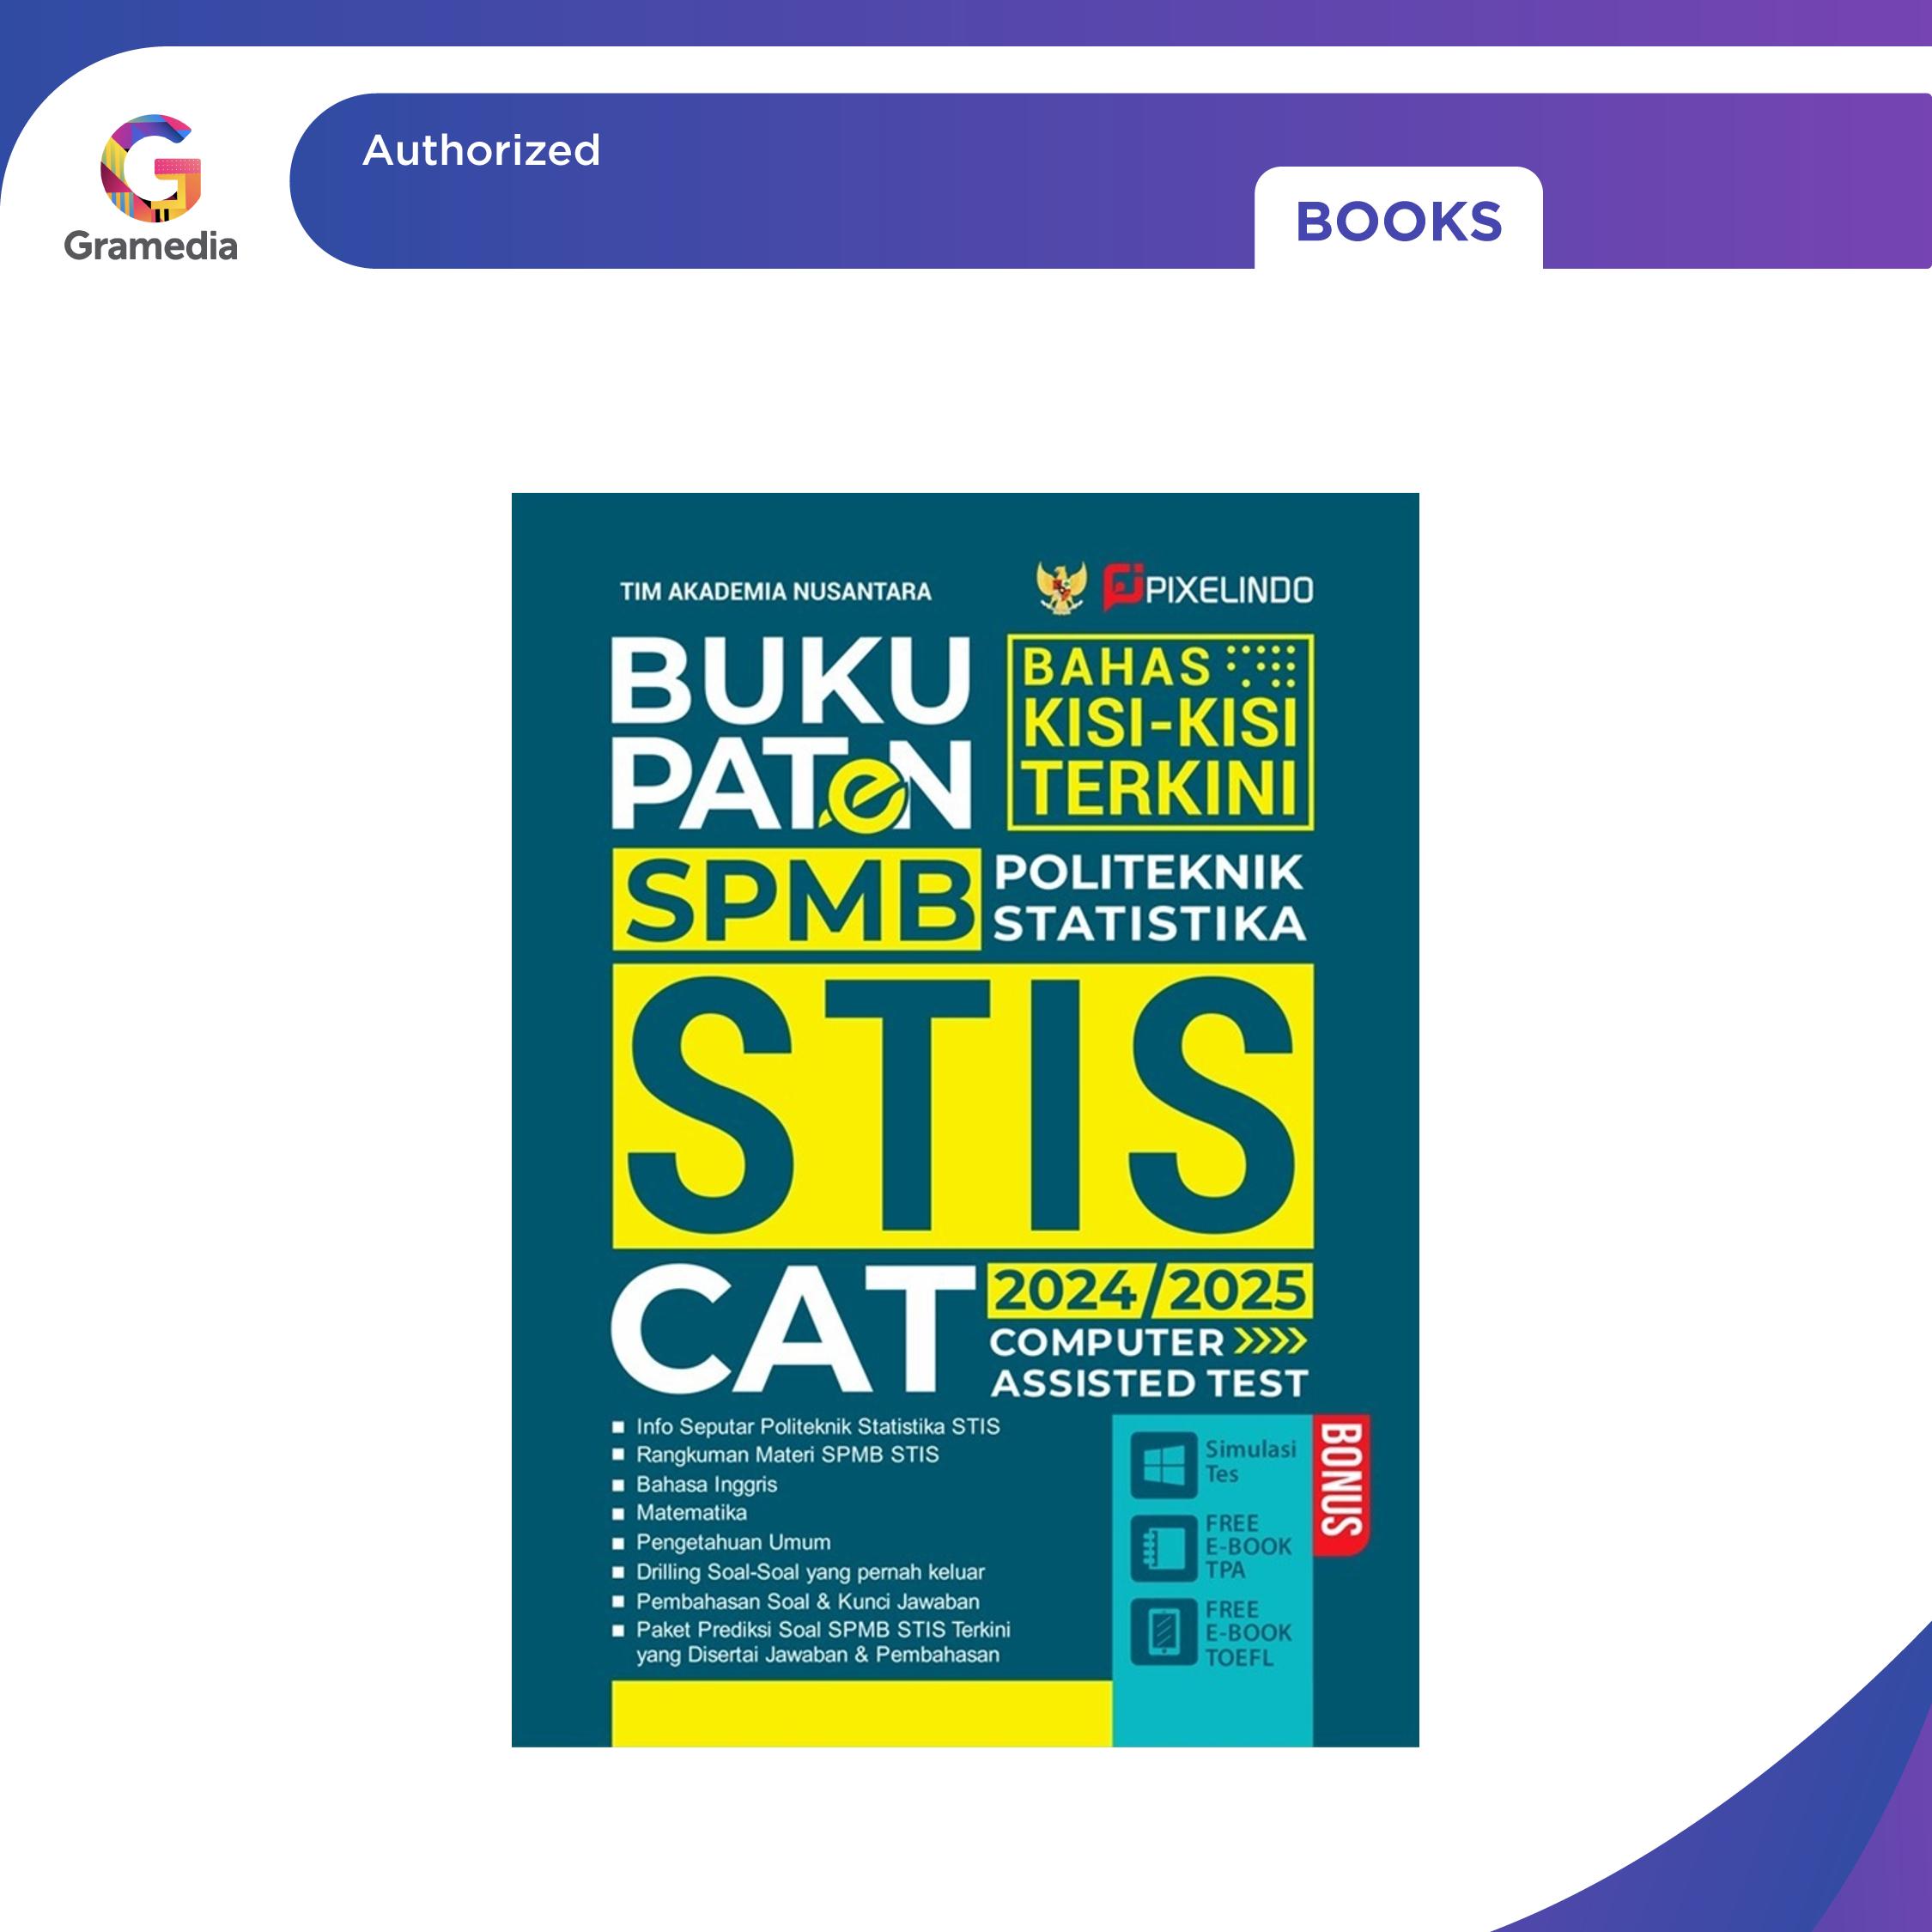 Gramedia
Authorized
BOOKS
TIM AKADEMIA NUSANTARA
PIXELINDO
BUKU
PATeN
BAHAS
KISI-KISI
TERKINI
SPMB
POLITEKNIK
STATISTIKA
STIS
CAT
2024/2025
COMPUTER
ASSISTED TEST
Info Seputar Politeknik Statistika STIS
Rangkuman Materi SPMB STIS
Bahasa Inggris
Matematika
Pengetahuan Umum
Drilling Soal-Soal yang pernah keluar
Pembahasan Soal & Kunci Jawaban
Paket Prediksi Soal SPMB STIS Terkini
yang Disertai Jawaban & Pembahasan
BONUS
Simulasi
Tes
FREE
E-BOOK
TPA
FREE
E-BOOK
TOEFL